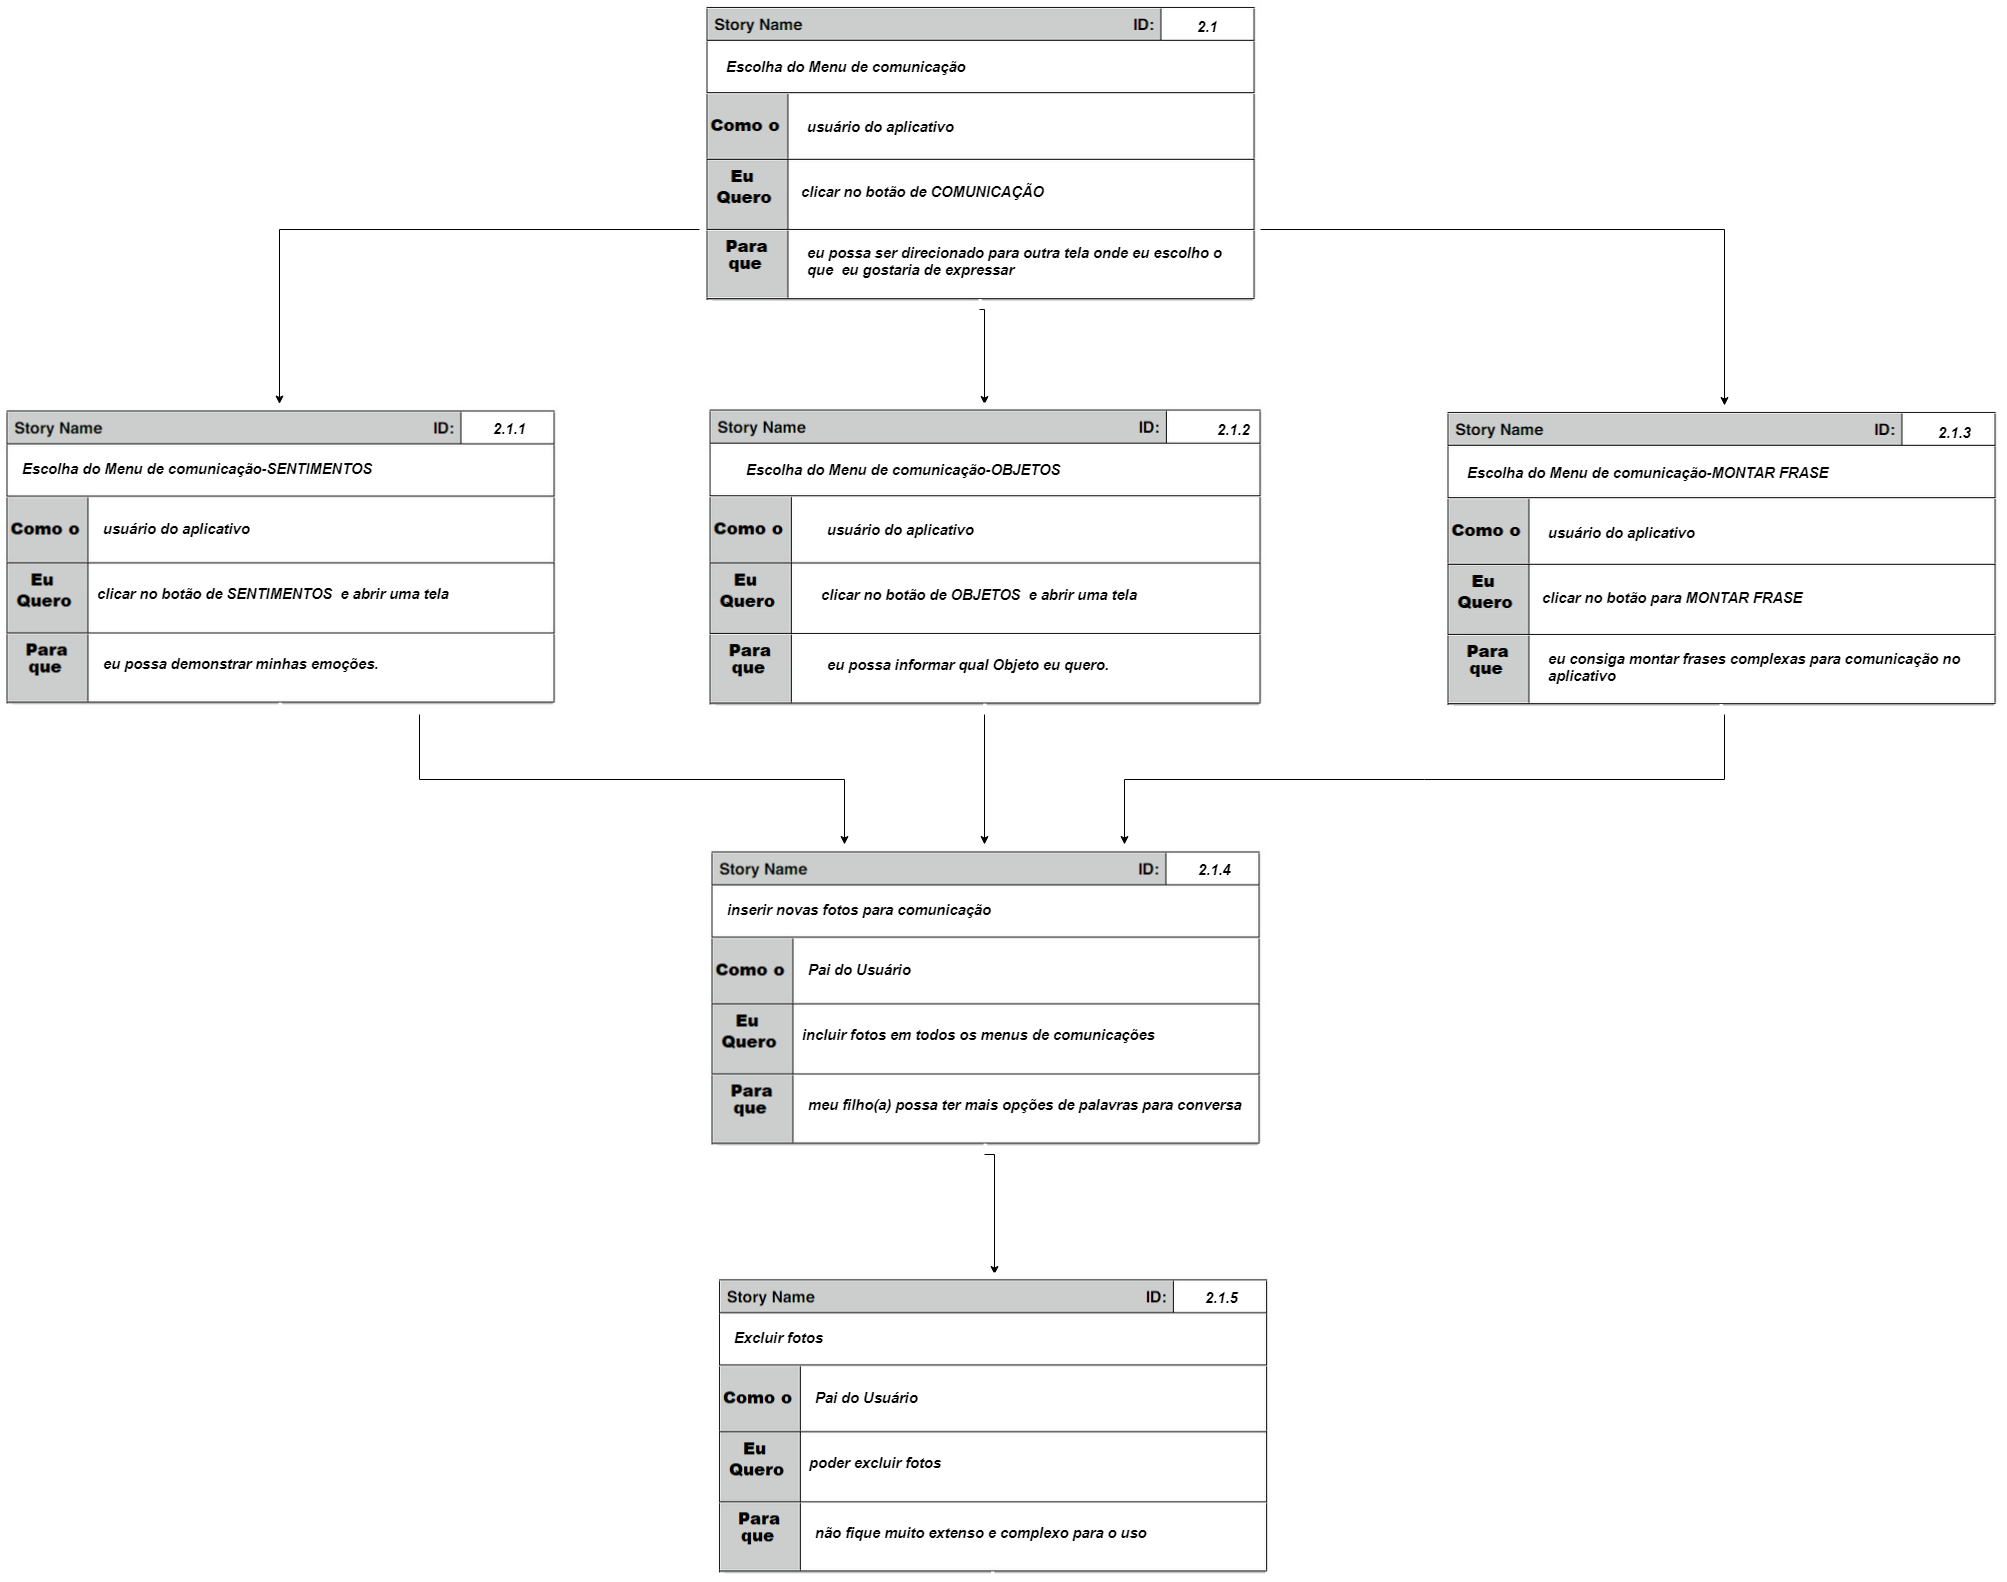 Story Name ID: 2.1
Escolha do Menu de comunicação
Como o usuário do aplicativo
Eu
Quero
clicar no botão de COMUNICAÇÃO
Para
que
eu possa ser direcionado para outra tela onde eu escolho o
que  eu gostaria de expressar
Story Name ID: 2.1.1
Escolha do Menu de comunicação-SENTIMENTOS
Como o usuário do aplicativo
Eu
Quero
clicar no botão de SENTIMENTOS  e abrir uma tela
Para
que
eu possa demonstrar minhas emoções.
Story Name ID: 2.1.2
Escolha do Menu de comunicação-OBJETOS
Como o usuário do aplicativo
Eu
Quero
clicar no botão de OBJETOS  e abrir uma tela
Para
que
eu possa informar qual Objeto eu quero.
Story Name ID: 2.1.3
Escolha do Menu de comunicação-MONTAR FRASE
Como o usuário do aplicativo
Eu
Quero
clicar no botão para MONTAR FRASE
Para
que
eu consiga montar frases complexas para comunicação no
aplicativo
Story Name ID: 2.1.4
inserir novas fotos para comunicação
Como o Pai do Usuário
Eu
Quero
incluir fotos em todos os menus de comunicações
Para
que
meu filho(a) possa ter mais opções de palavras para conversa
Story Name ID: 2.1.5
Excluir fotos
Como o Pai do Usuário
Eu
Quero
poder excluir fotos
Para
que
não fique muito extenso e complexo para o uso